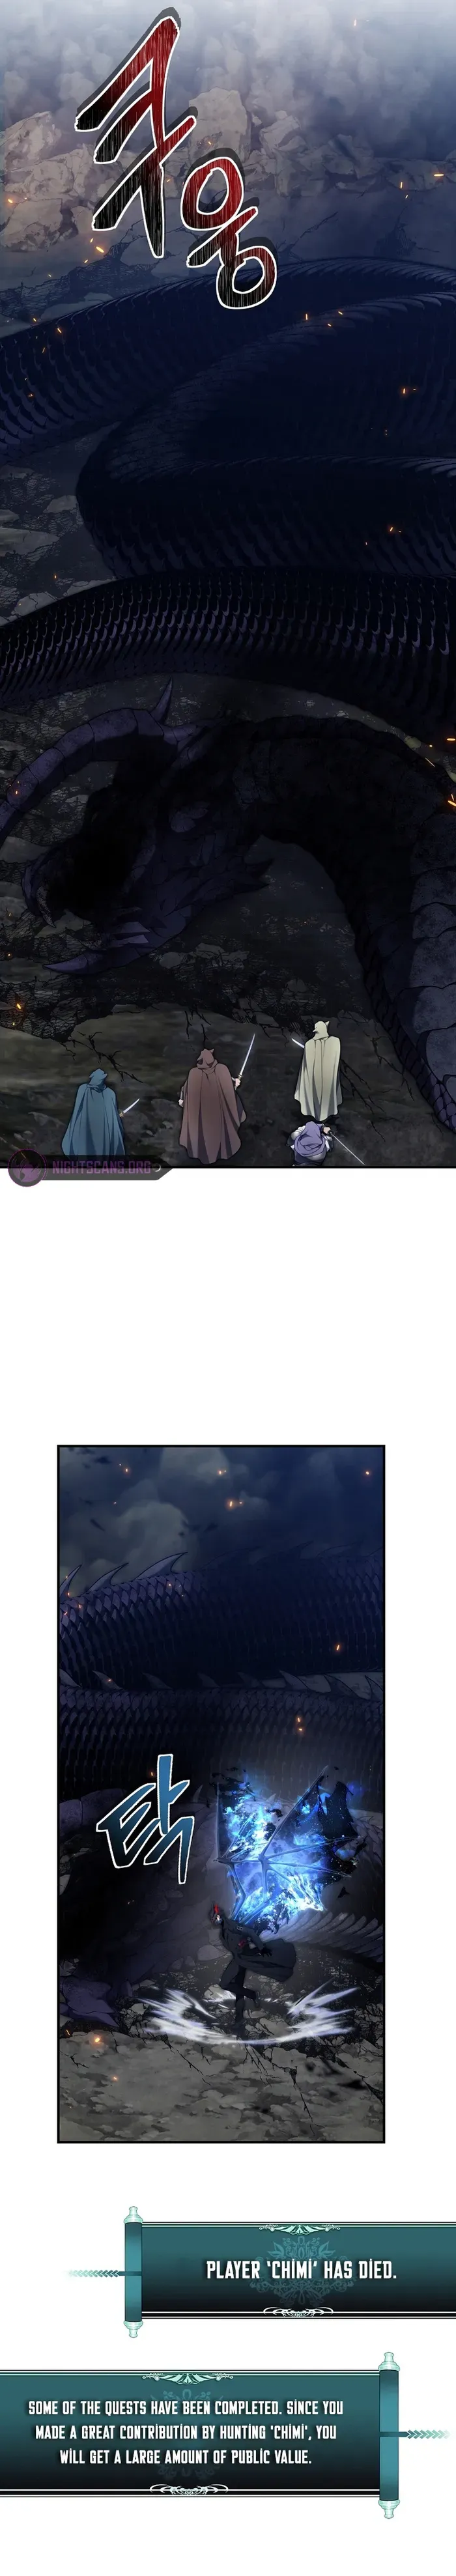 쿠웅
NIGHTSCANS.ORG
탁
PLAYER 'CHIMI' HAS DIED.
SOME OF THE QUESTS HAVE BEEN COMPLETED. SINCE YOU
MADE A GREAT CONTRIBUTION BY HUNTING 'CHIMI', YOU
WILL GET A LARGE AMOUNT OF PUBLIC VALUE.